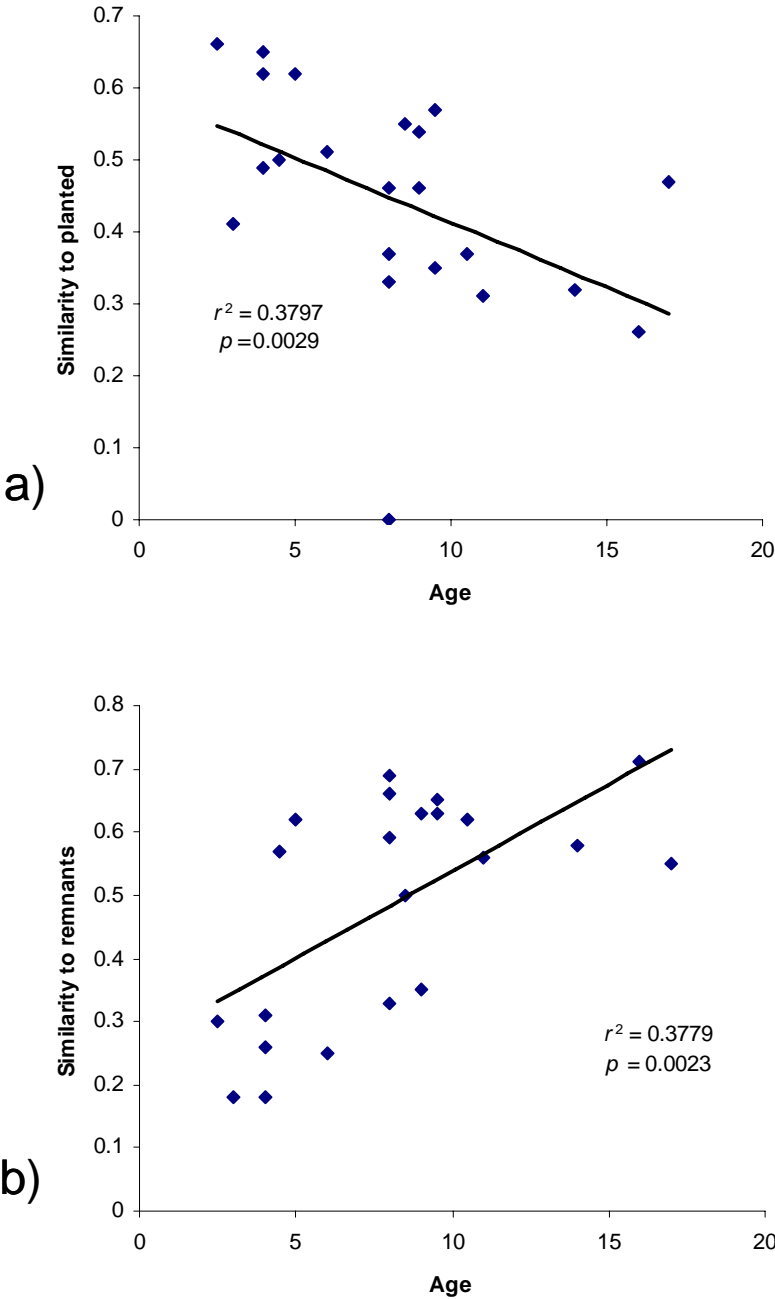 0.7
0.6
0.5
0.4
0.3
0.2
0.1
0
Similarity to planted
r² = 0.3797
p = 0.0029
a)
0 5 10 15 20
Age
0.8
0.7
0.6
0.5
0.4
0.3
0.2
0.1
0
Similarity to remnants
r² = 0.3779
p = 0.0023
b)
0 5 10 15 20
Age